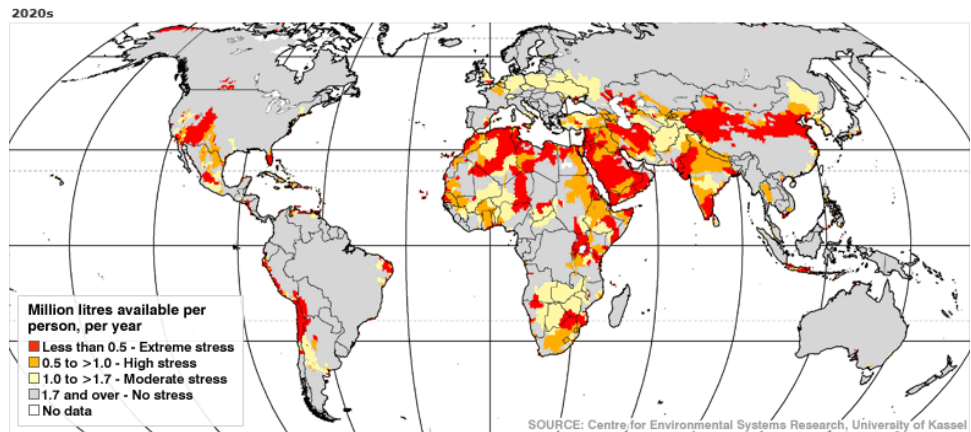 2020s
Million litres available per
person, per year
Less than 0.5 - Extreme stress
0.5 to >1.0 - High stress
1.0 to >1.7 - Moderate stress
1.7 and over - No stress
No data
SOURCE: Centre for Environmental Systems Research, University of Kassel